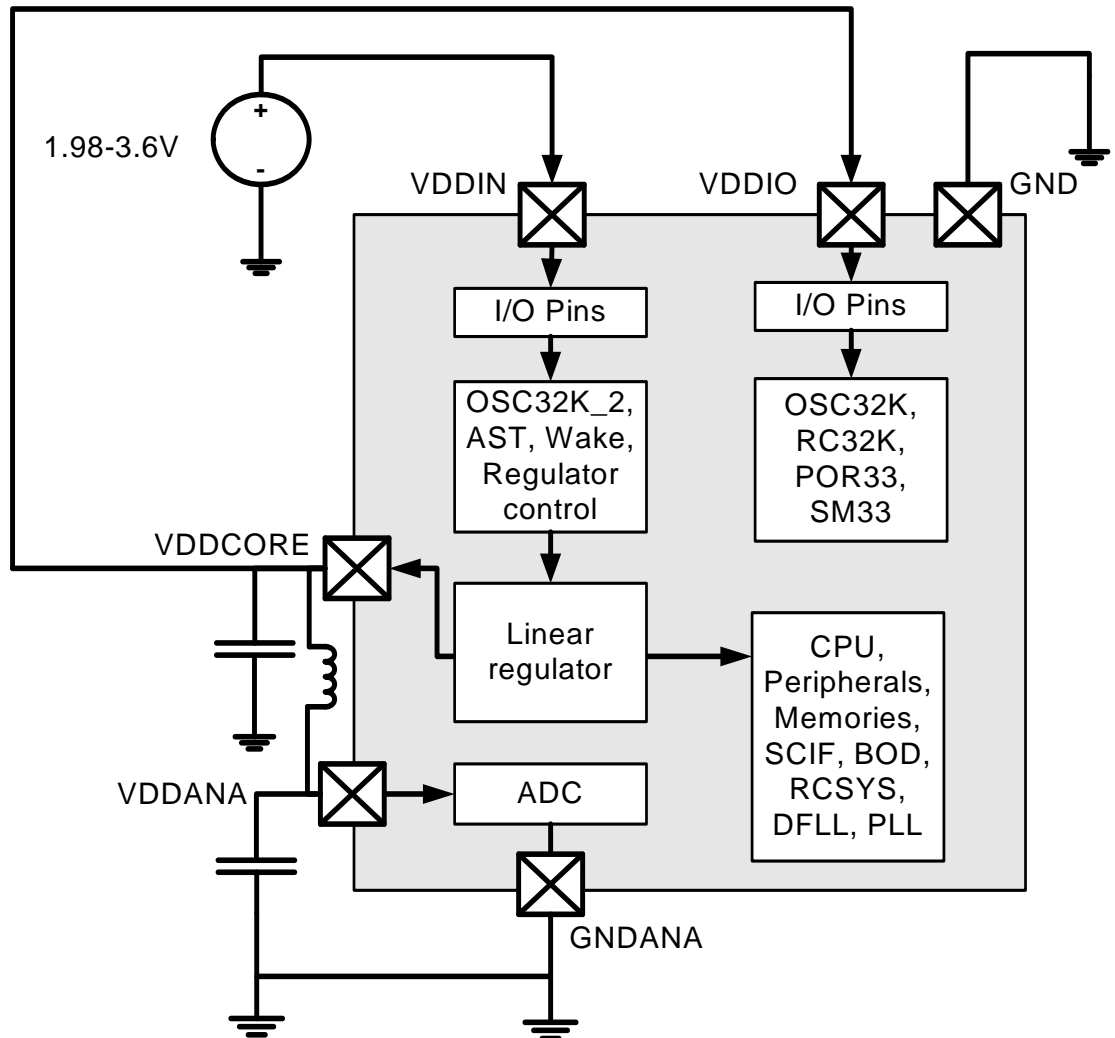 1.98-3.6V
+
-
VDDIN
VDDIO
GND
I/O Pins
I/O Pins
OSC32K_2,
AST, Wake,
Regulator
control
OSC32K,
RC32K,
POR33,
SM33
VDDCORE
Linear
regulator
CPU,
Peripherals,
Memories,
SCIF, BOD,
RCSYS,
DFLL, PLL
VDDANA
ADC
GNDANA